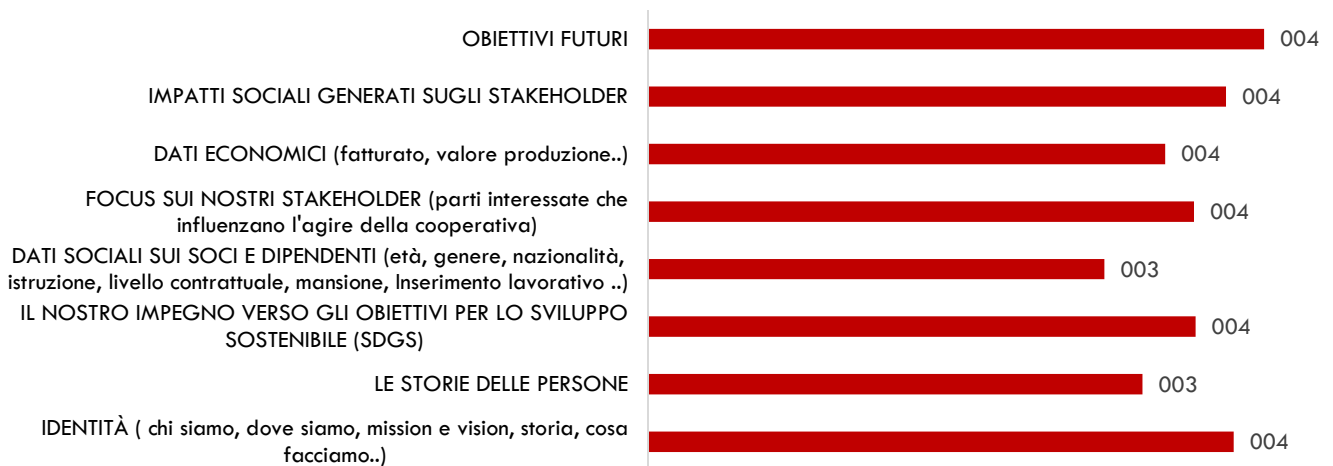 OBIETTIVI FUTURI
004
IMPATTI SOCIALI GENERATI SUGLI STAKEHOLDER
004
DATI ECONOMICI (fatturato, valore produzione..)
004
FOCUS SUI NOSTRI STAKEHOLDER (parti interessate che
influenzano l'agire della cooperativa)
004
DATI SOCIALI SUI SOCI E DIPENDENTI (età, genere, nazionalità,
istruzione, livello contrattuale, mansione, Inserimento lavorativo ..)
003
IL NOSTRO IMPEGNO VERSO GLI OBIETTIVI PER LO SVILUPPO
SOSTENIBILE (SDGS)
004
LE STORIE DELLE PERSONE
003
IDENTITÀ ( chi siamo, dove siamo, mission e vision, storia, cosa
facciamo..)
004